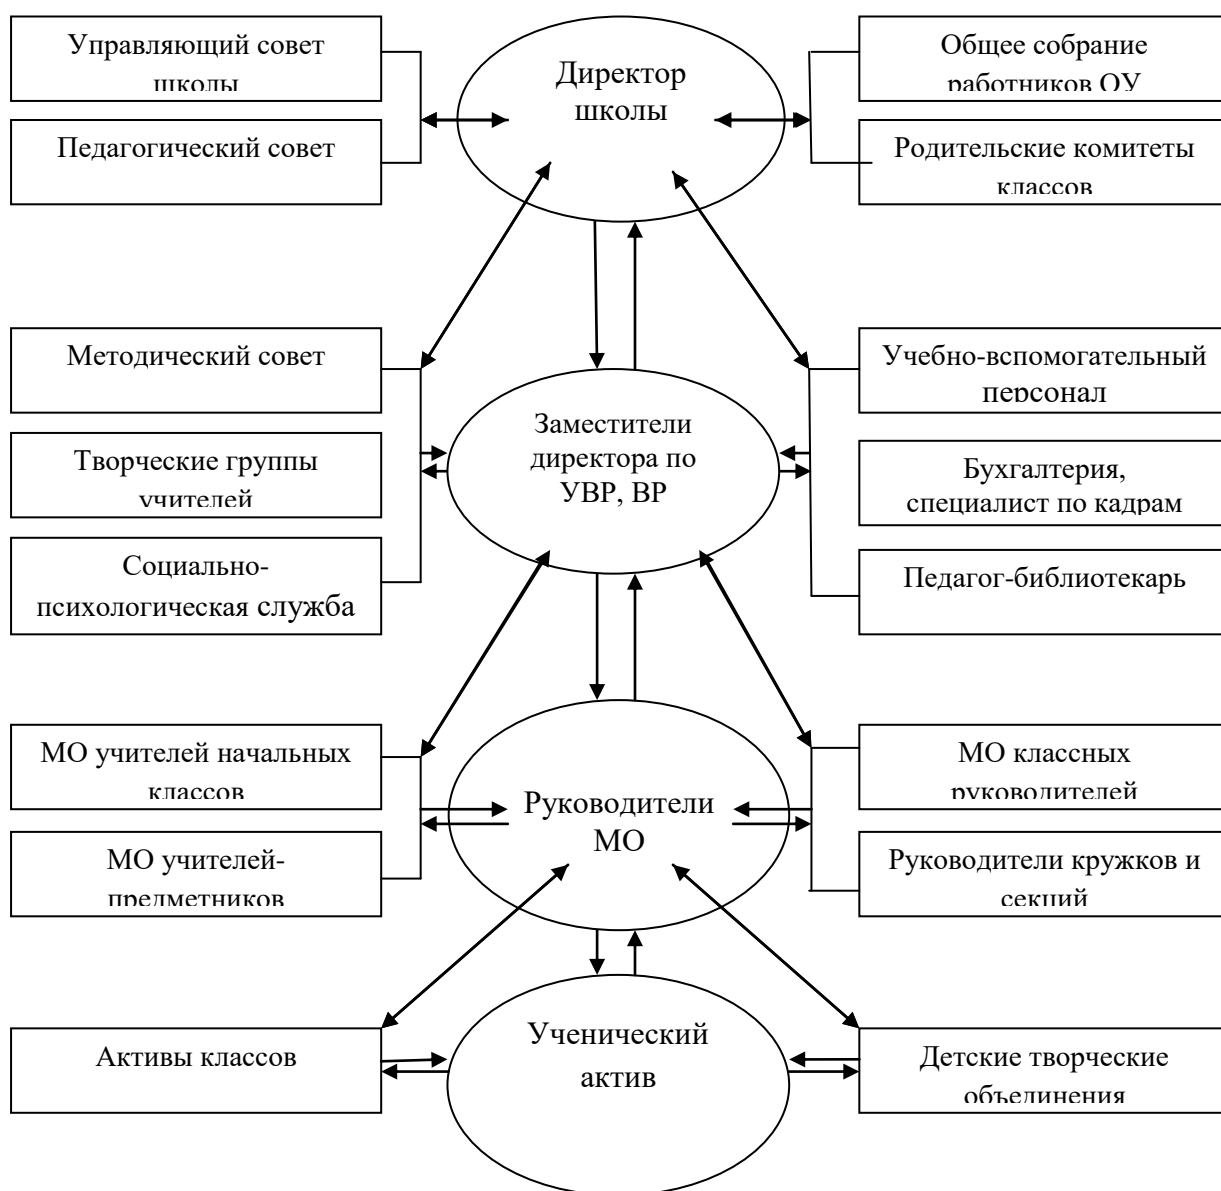 Управляющий совет
школы
Директор
школы
Общее собрание
работников ОУ
Педагогический совет
Родительские комитеты
классов
Методический совет
Учебно-вспомогательный
персонал
Заместители
директора по
УВР, ВР
Творческие группы
учителей
Бухгалтерия,
специалист по кадрам
Социально-
психологическая служба
Педагог-библиотекарь
МО учителей начальных
классов
МО классных
руководителей
Руководители
МО
МО учителей-
предметников
Руководители кружков и
секций
Ученический
актив
Активы классов
Детские творческие
объединения